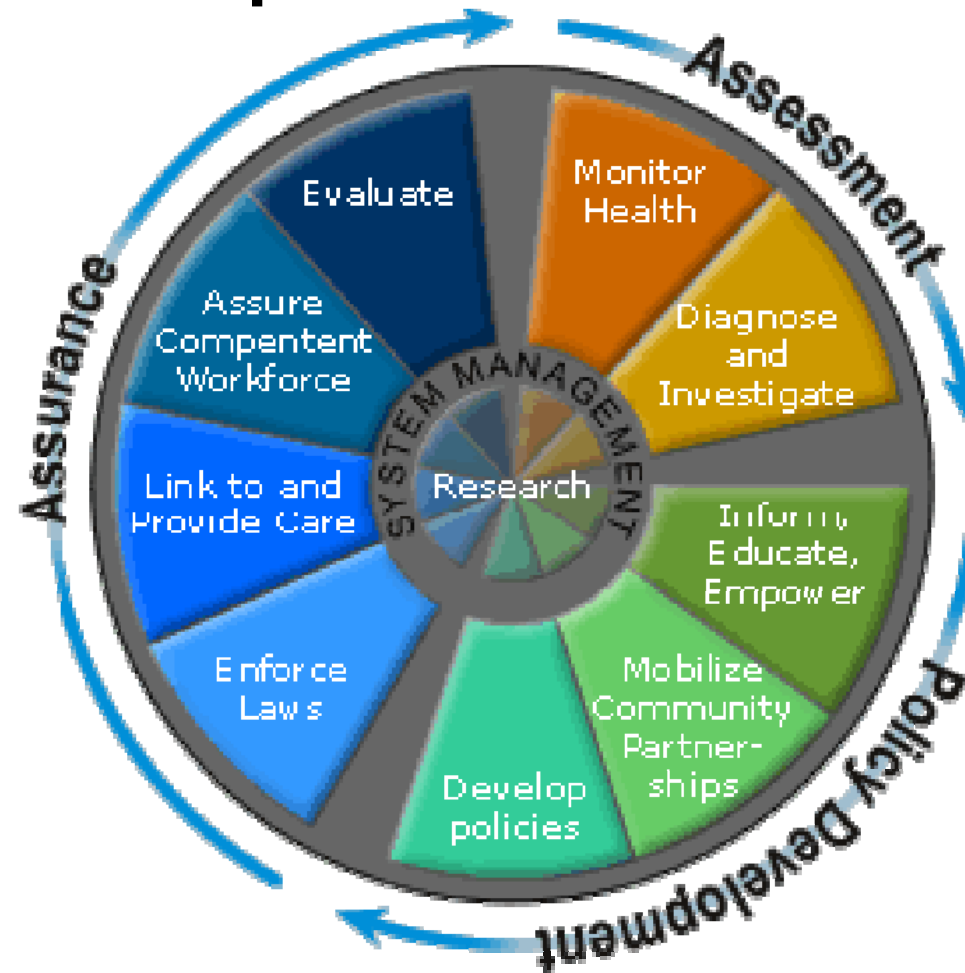 Assessment
Monitor
Health
Diagnose
and
Investigate
Inform,
Educate,
Empower
Policy Development
Mobilize
Community
Partner-
ships
Develop
policies
Assurance
Enforce
Laws
Link to and
Provide Care
Assure
Compentent
Workforce
Evaluate
SYSTEM MANAGEMENT
Research